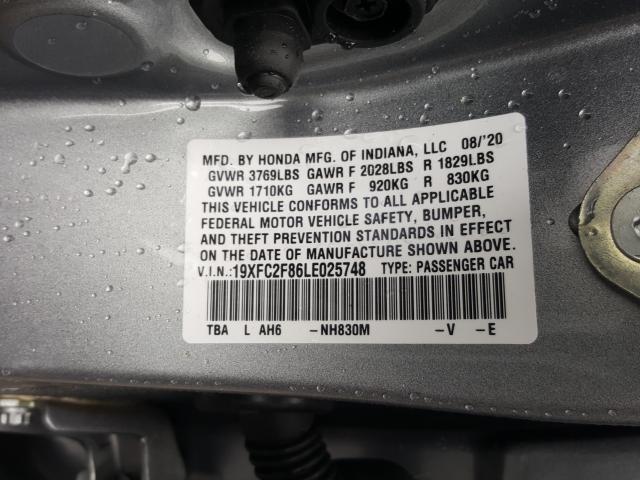 MFD. BY HONDA MFG. OF INDIANA, LLC 08/'20
GVWR 3769LBS GAWR F 2028LBS R 1829LBS
GVWR 1710KG GAWR F 920KG R 830KG
THIS VEHICLE CONFORMS TO ALL APPLICABLE
FEDERAL MOTOR VEHICLE SAFETY, BUMPER,
AND THEFT PREVENTION STANDARDS IN EFFECT
ON THE DATE OF MANUFACTURE SHOWN ABOVE.
V.I.N.:19XFC2F86LE025748 TYPE: PASSENGER CAR
TBA L AH6 -NH830M -V -E